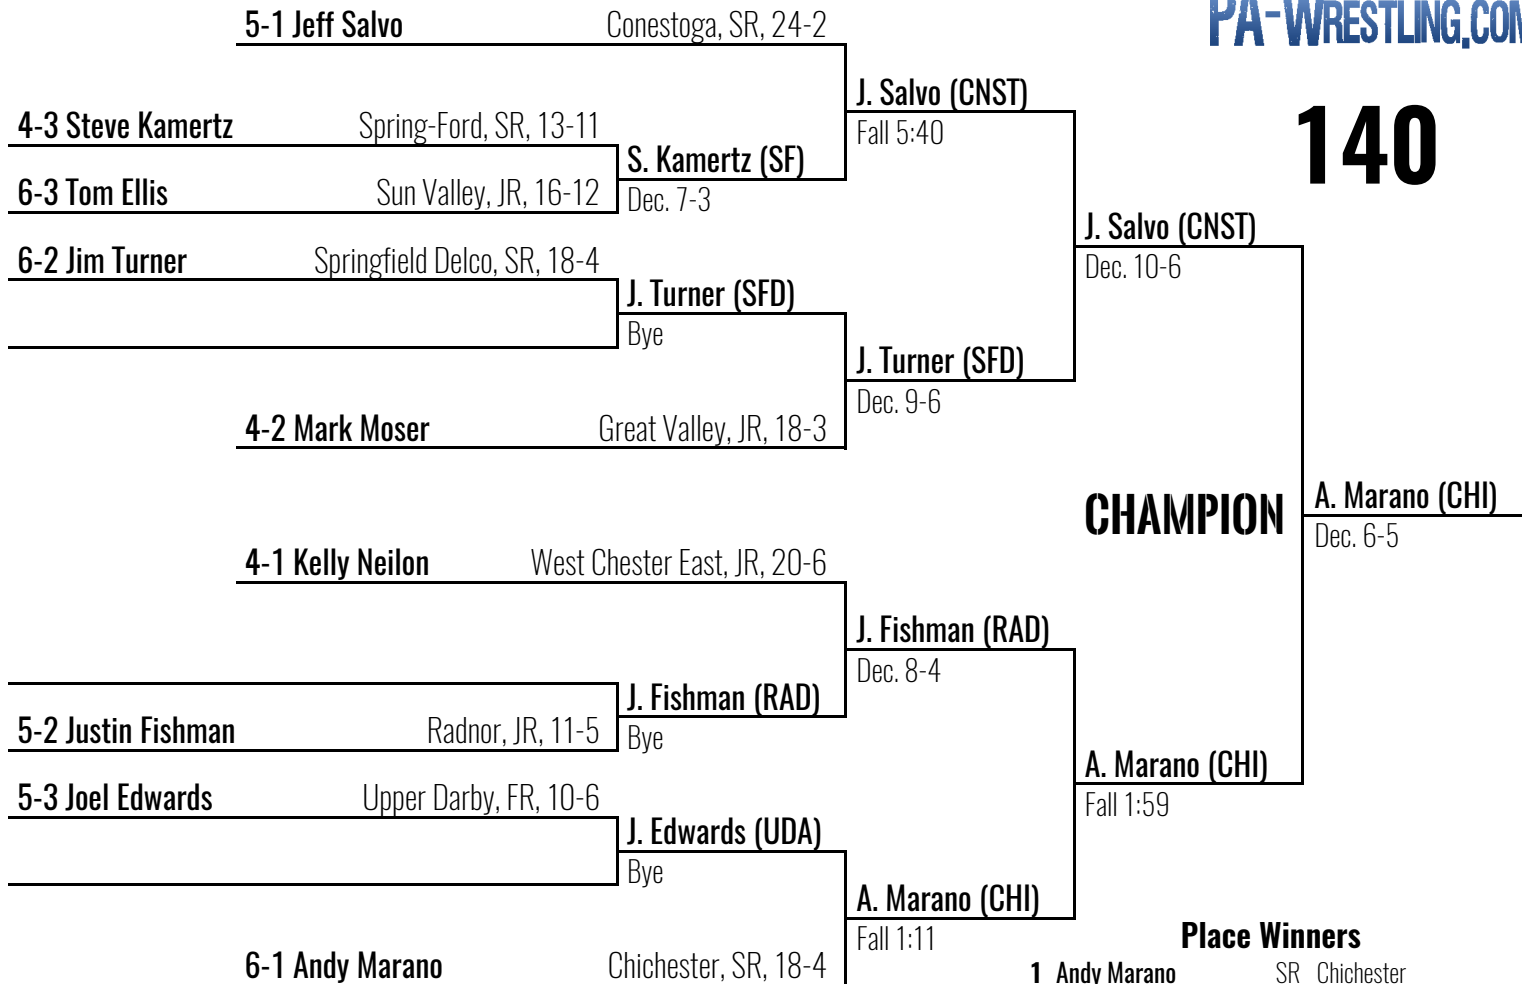 PA-WRESTLING.COM
5-1 Jeff Salvo Conestoga, SR, 24-2
J. Salvo (CNST)
Fall 5:40
140
4-3 Steve Kamertz Spring-Ford, SR, 13-11
S. Kamertz (SF)
Dec. 7-3
6-3 Tom Ellis Sun Valley, JR, 16-12
J. Salvo (CNST)
Dec. 10-6
6-2 Jim Turner Springfield Delco, SR, 18-4
J. Turner (SFD)
Bye
J. Turner (SFD)
Dec. 9-6
4-2 Mark Moser Great Valley, JR, 18-3
CHAMPION
A. Marano (CHI)
Dec. 6-5
4-1 Kelly Neilon West Chester East, JR, 20-6
J. Fishman (RAD)
Dec. 8-4
J. Fishman (RAD)
Bye
5-2 Justin Fishman Radnor, JR, 11-5
A. Marano (CHI)
Fall 1:59
5-3 Joel Edwards Upper Darby, FR, 10-6
J. Edwards (UDA)
Bye
A. Marano (CHI)
Fall 1:11
6-1 Andy Marano Chichester, SR, 18-4
Place Winners
1 Andy Marano SR Chichester